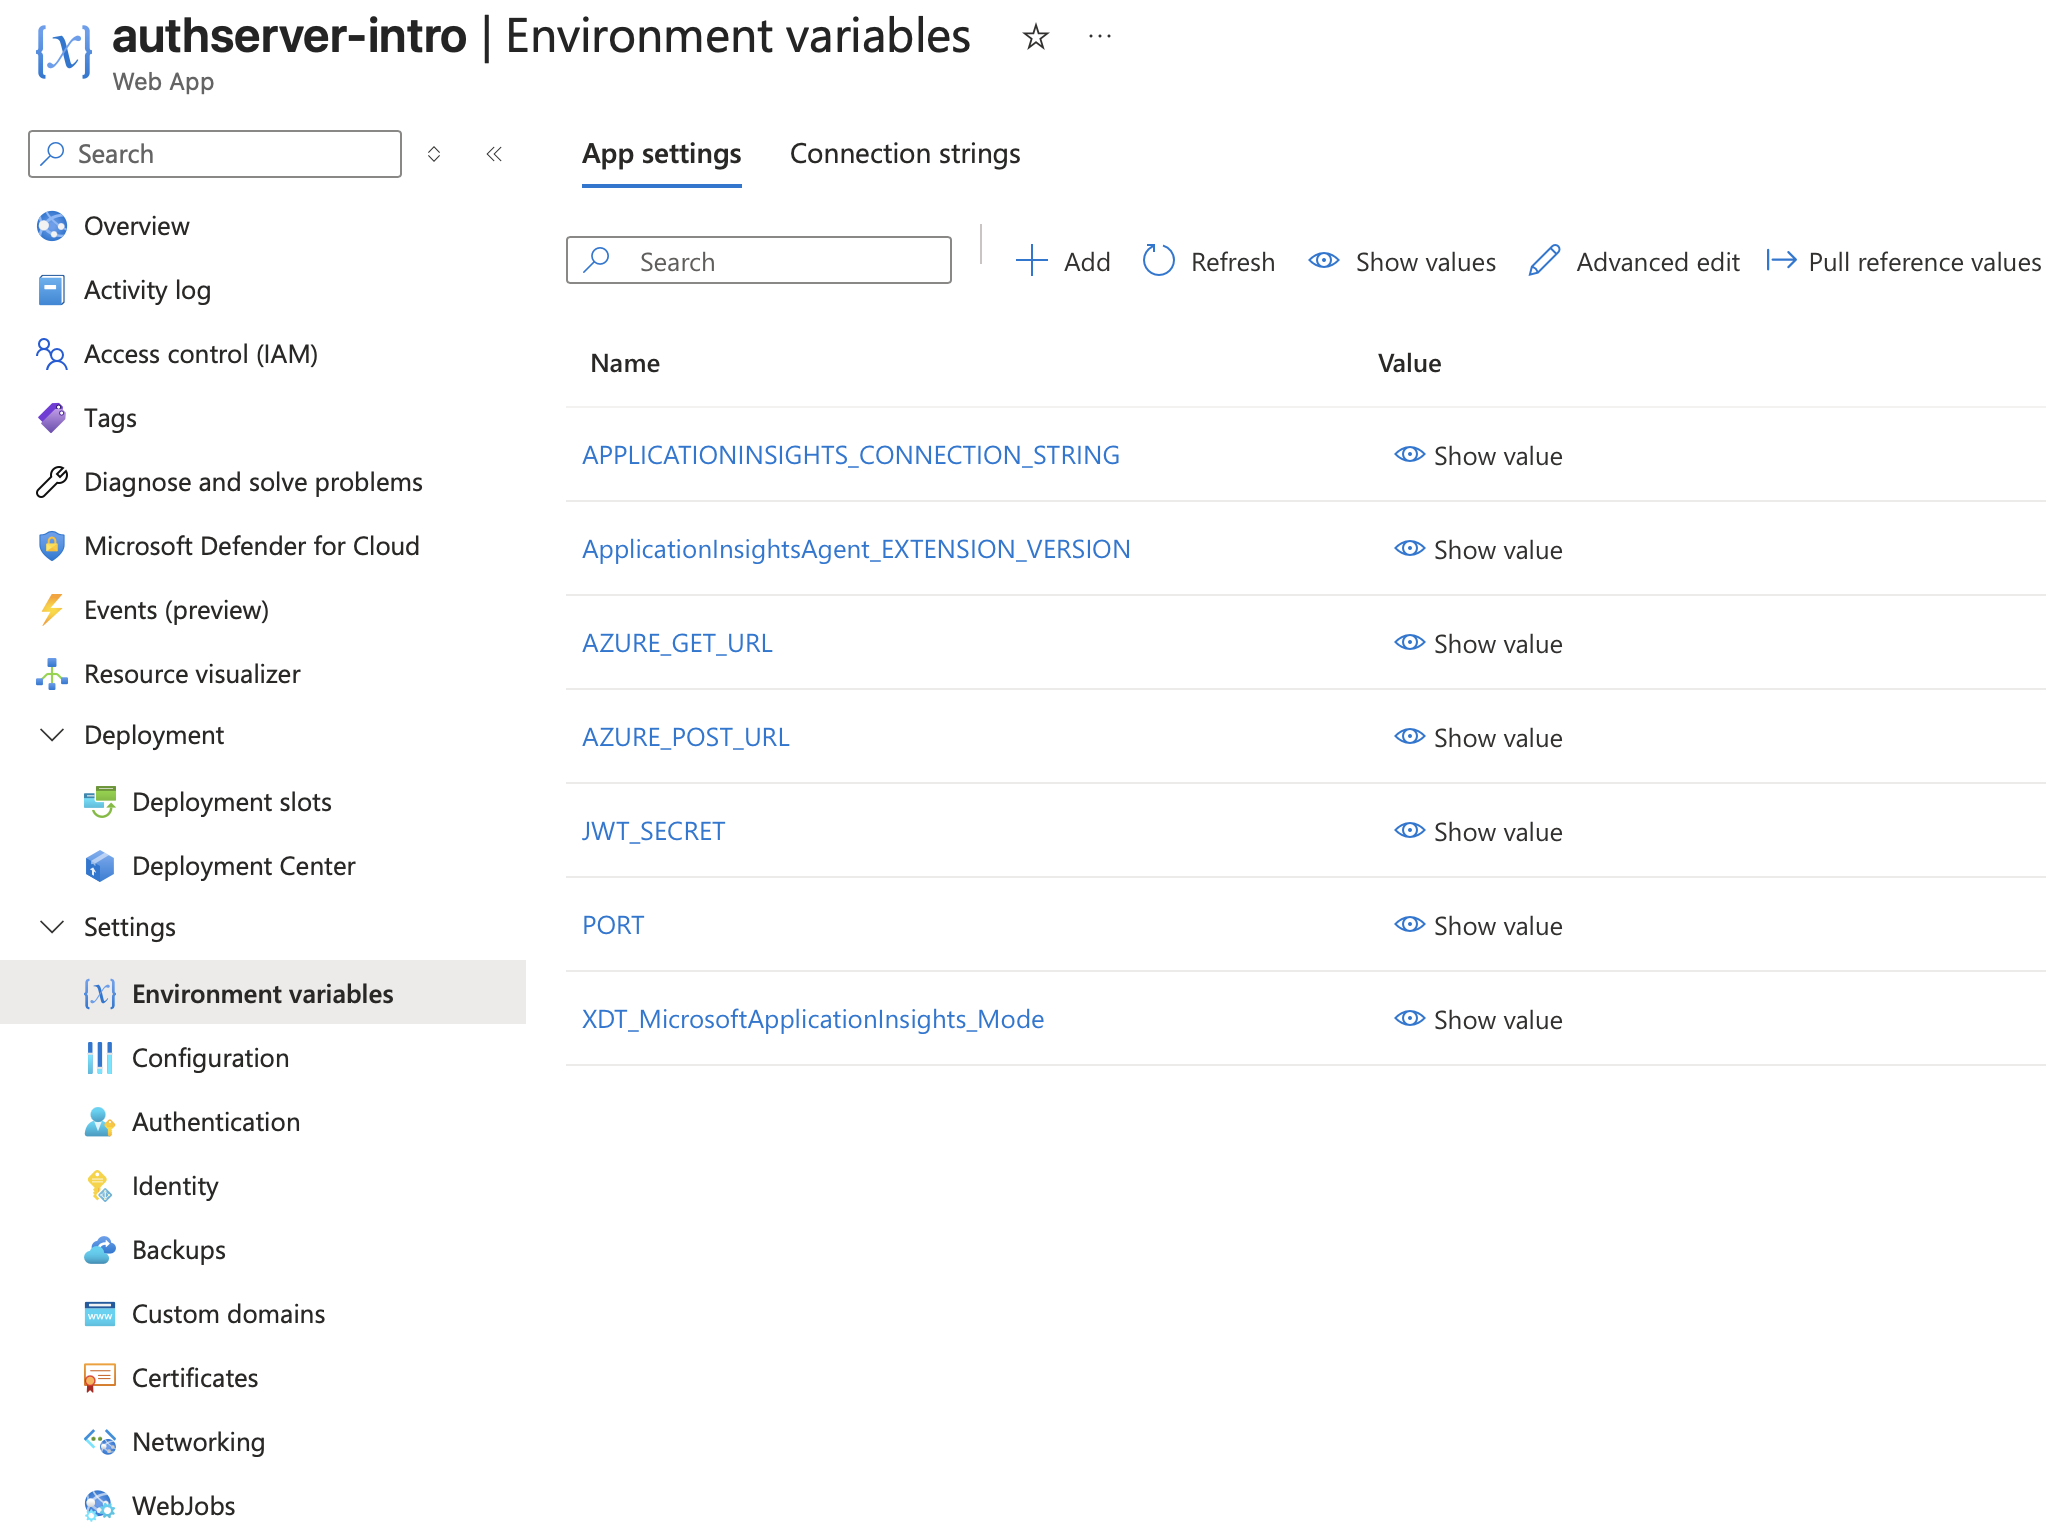 authserver-intro | Environment variables
Web App
Search
App settings
Connection strings
Overview
Activity log
Access control (IAM)
Tags
Diagnose and solve problems
Microsoft Defender for Cloud
Events (preview)
Resource visualizer
Deployment
Deployment slots
Deployment Center
Settings
Environment variables
Configuration
Authentication
Identity
Backups
Custom domains
Certificates
Networking
WebJobs
Search
Add
Refresh
Show values
Advanced edit
Pull reference values
Name Value
APPLICATIONINSIGHTS_CONNECTION_STRING Show value
ApplicationInsightsAgent_EXTENSION_VERSION Show value
AZURE_GET_URL Show value
AZURE_POST_URL Show value
JWT_SECRET Show value
PORT Show value
XDT_MicrosoftApplicationInsights_Mode Show value